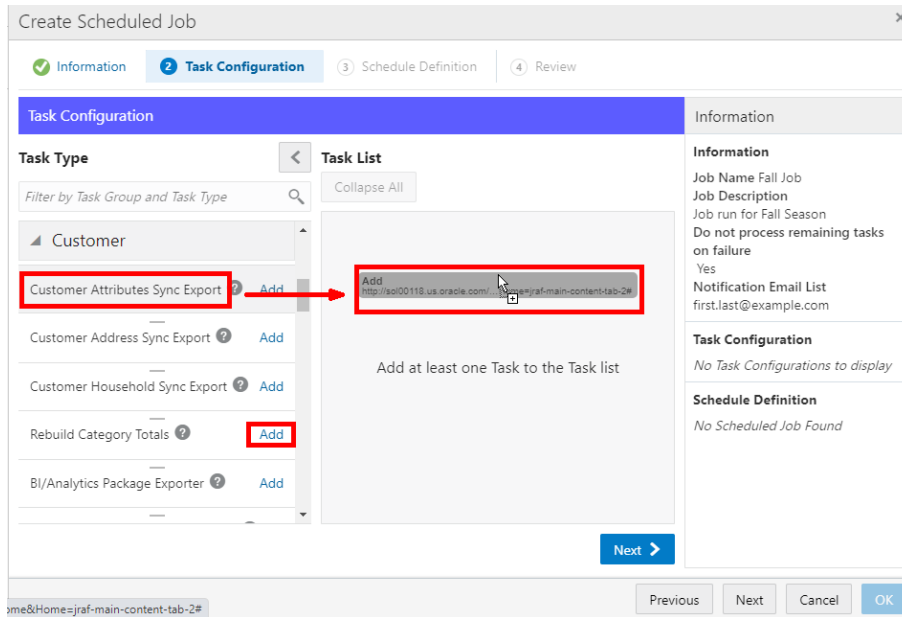 Create Scheduled Job
Information
2 Task Configuration
3 Schedule Definition
4 Review
Task Configuration
Task Type
Filter by Task Group and Task Type
Customer
Customer Attributes Sync Export ? Add
Customer Address Sync Export ? Add
Customer Household Sync Export ? Add
Rebuild Category Totals ? Add
BI/Analytics Package Exporter ? Add
Task List
Collapse All
Add
http://sol00118.us.oracle.com/...
=jraf-main-content-tab-2#
Add at least one Task to the Task list
Next
Information
Information
Job Name Fall Job
Job Description
Job run for Fall Season
Do not process remaining tasks
on failure
Yes
Notification Email List
first.last@example.com
Task Configuration
No Task Configurations to display
Schedule Definition
No Scheduled Job Found
Previous
Next
Cancel
OK
ome&Home=jraf-main-content-tab-2#